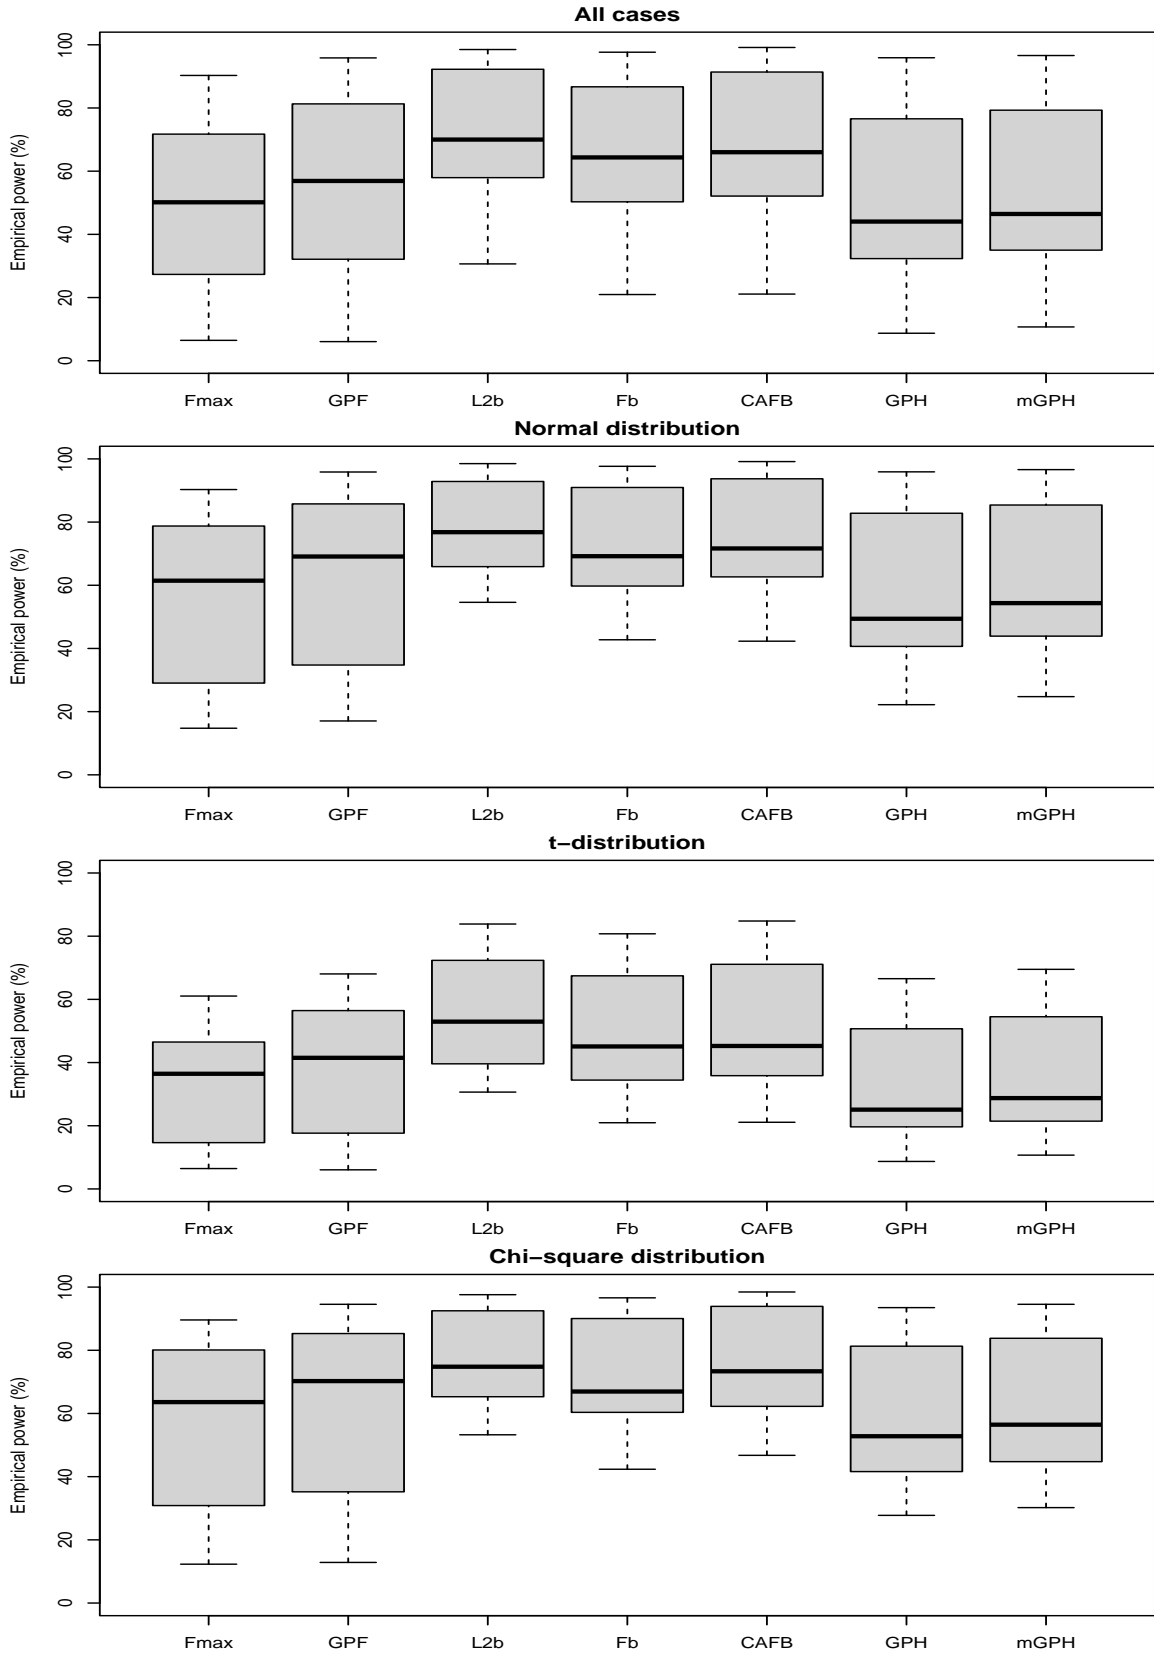 All cases
Empirical power (%)
0 20 40 60 80 100
Fmax GPF L2b Fb CAFB GPH mGPH
Normal distribution
Empirical power (%)
0 20 40 60 80 100
Fmax GPF L2b Fb CAFB GPH mGPH
t−distribution
Empirical power (%)
0 20 40 60 80 100
Fmax GPF L2b Fb CAFB GPH mGPH
Chi−square distribution
Empirical power (%)
0 20 40 60 80 100
Fmax GPF L2b Fb CAFB GPH mGPH